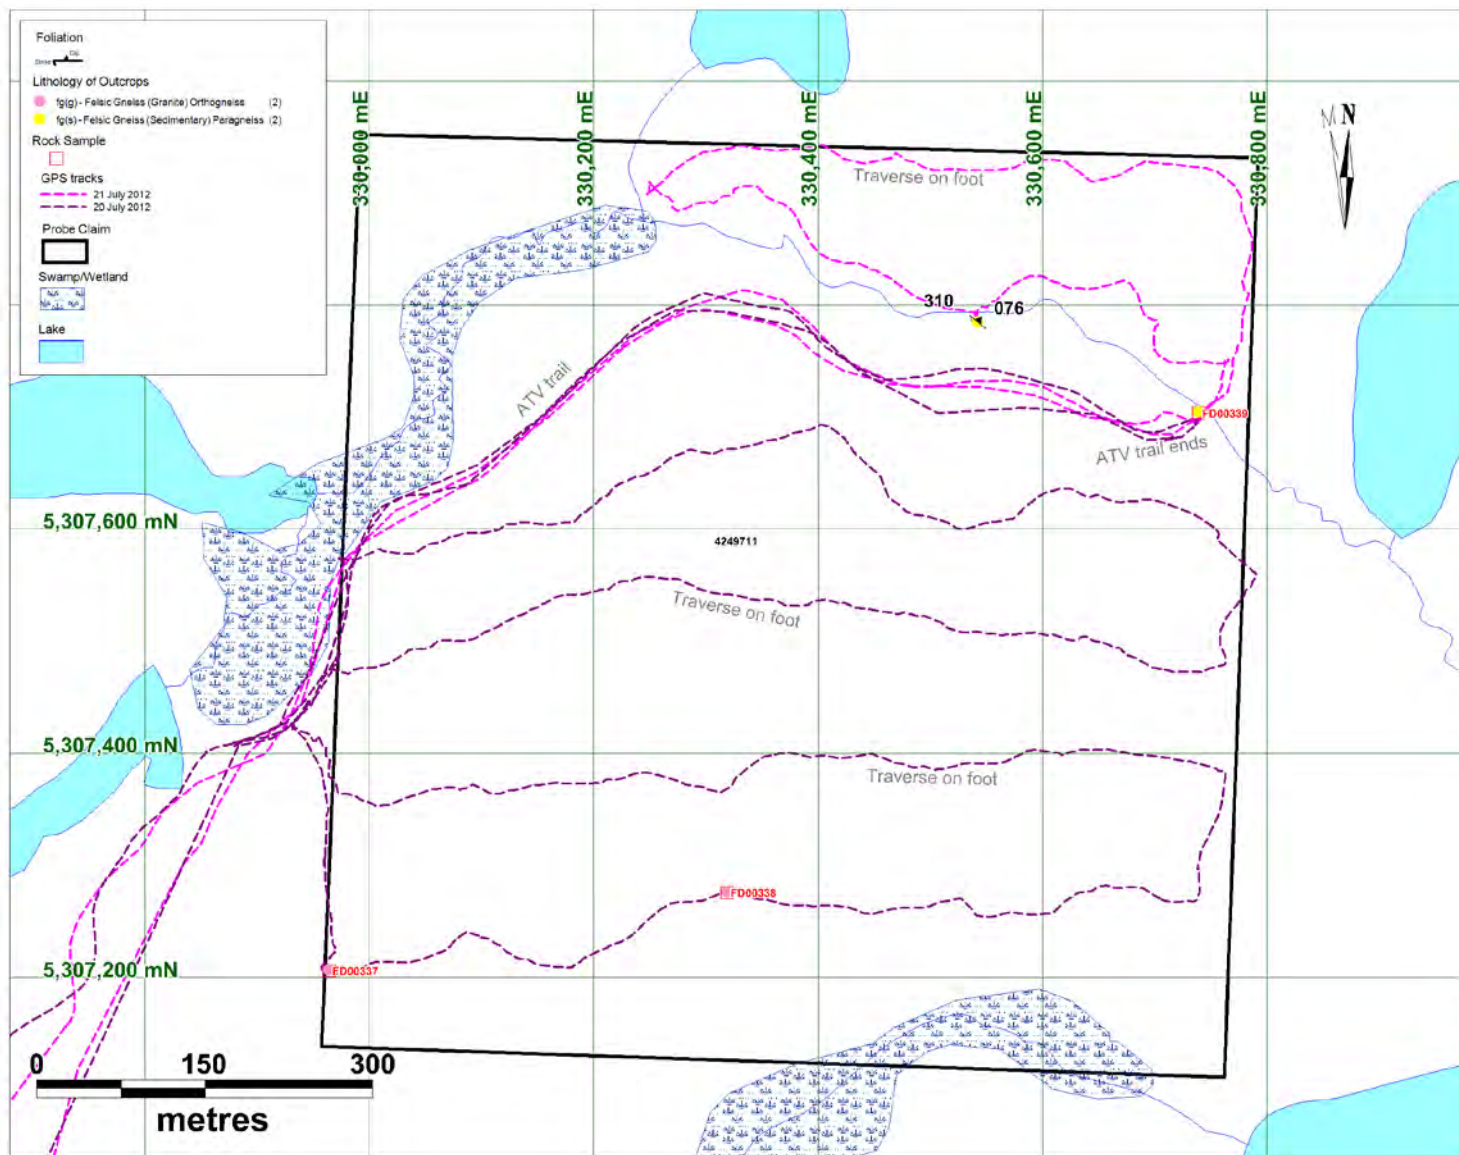 Foliation
Lithology of Outcrops
fg(g) - Felsic Gneiss (Granite) Orthogneiss (2)
fg(s) - Felsic Gneiss (Sedimentary) Paragneiss (2)
Rock Sample
GPS tracks
21 July 2012
20 July 2012
Probe Claim
Swamp/Wetland
Lake
330,000 mE
330,200 mE
330,400 mE
330,600 mE
330,800 mE
M N
Traverse on foot
310
076
ATV trail
FD00339
ATV trail ends
5,307,600 mN
4249711
Traverse on foot
5,307,400 mN
Traverse on foot
FD00338
5,307,200 mN
FD00337
0 150 300
metres